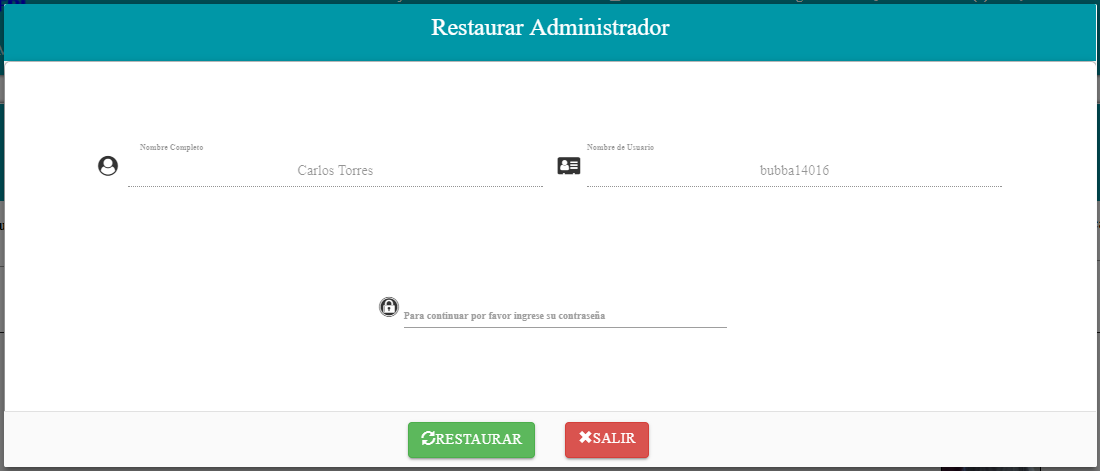 Restaurar Administrador
Nombre Completo
Nombre de Usuario
Carlos Torres
bubba14016
Para continuar por favor ingrese su contraseña
RESTAURAR
SALIR